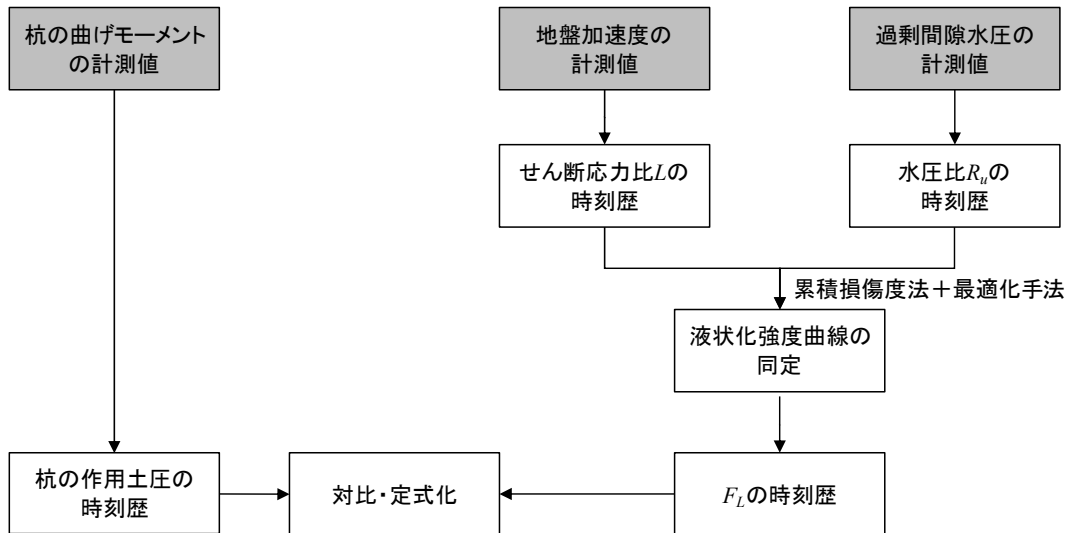 杭の曲げモーメント
の計測値
地盤加速度の
計測値
過剰間隙水圧の
計測値
せん断応力比Lの
時刻歴
水圧比Ruの
時刻歴
累積損傷度法＋最適化手法
液状化強度曲線の
同定
杭の作用土圧の
時刻歴
対比・定式化
FLの時刻歴